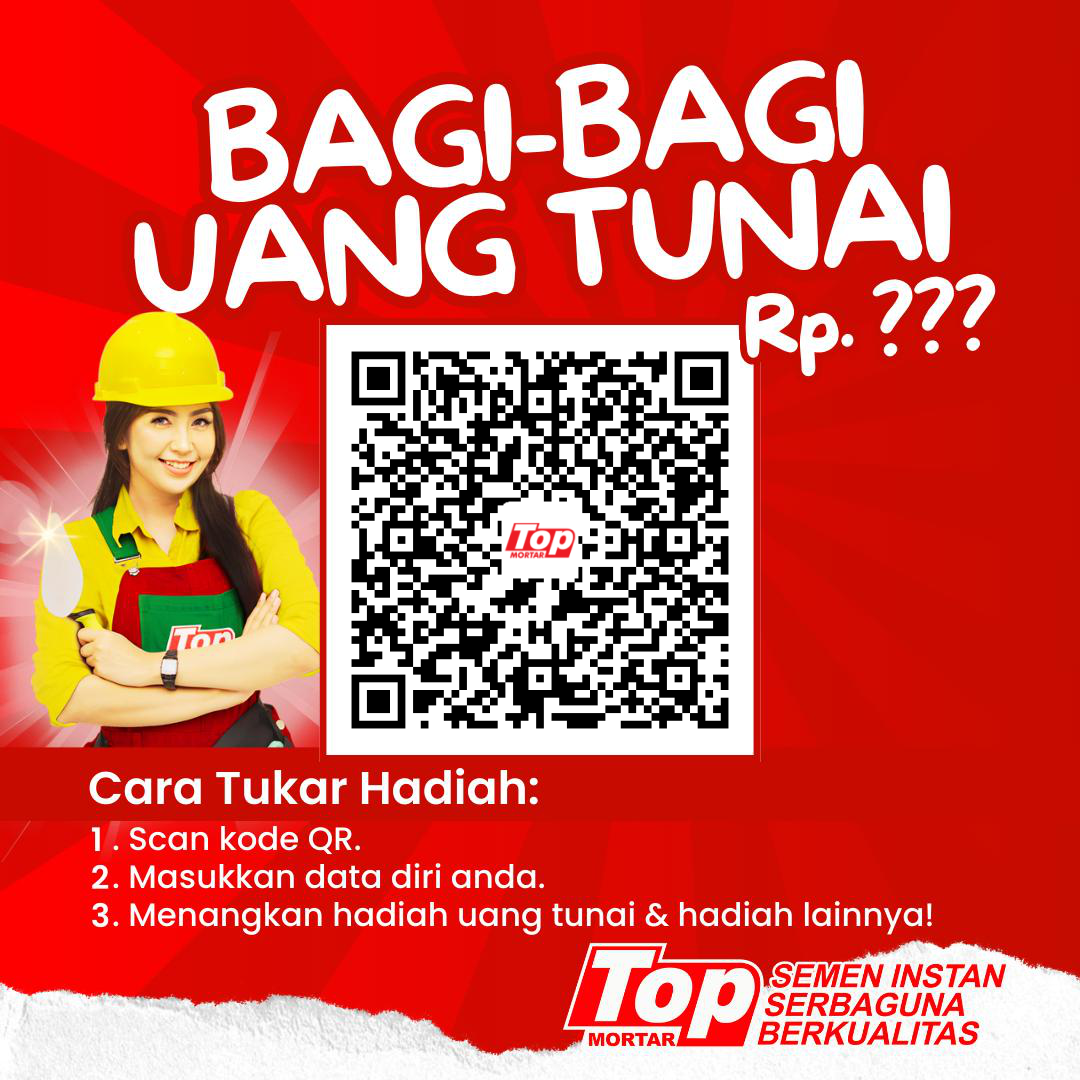 BAGI-BAGI
UANG TUNAI
Rp. ???
Top
MORTAR
Top
Cara Tukar Hadiah:
1. Scan kode QR.
2. Masukkan data diri anda.
3. Menangkan hadiah uang tunai & hadiah lainnya!
Top
MORTAR
SEMEN INSTAN
SERBAGUNA
BERKUALITAS